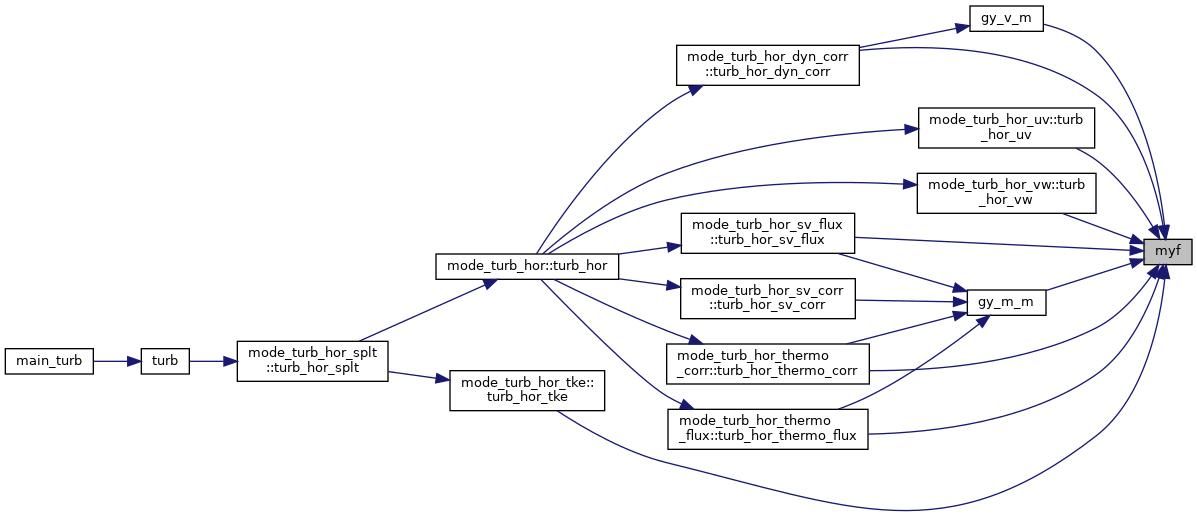 gy_v_m
mode_turb_hor_dyn_corr
::turb_hor_dyn_corr
mode_turb_hor_uv::turb
_hor_uv
mode_turb_hor_vw::turb
_hor_vw
mode_turb_hor_sv_flux
::turb_hor_sv_flux
myf
mode_turb_hor::turb_hor
mode_turb_hor_sv_corr
::turb_hor_sv_corr
gy_m_m
main_turb
turb
mode_turb_hor_splt
::turb_hor_splt
mode_turb_hor_thermo
_corr::turb_hor_thermo_corr
mode_turb_hor_tke::
turb_hor_tke
mode_turb_hor_thermo
_flux::turb_hor_thermo_flux